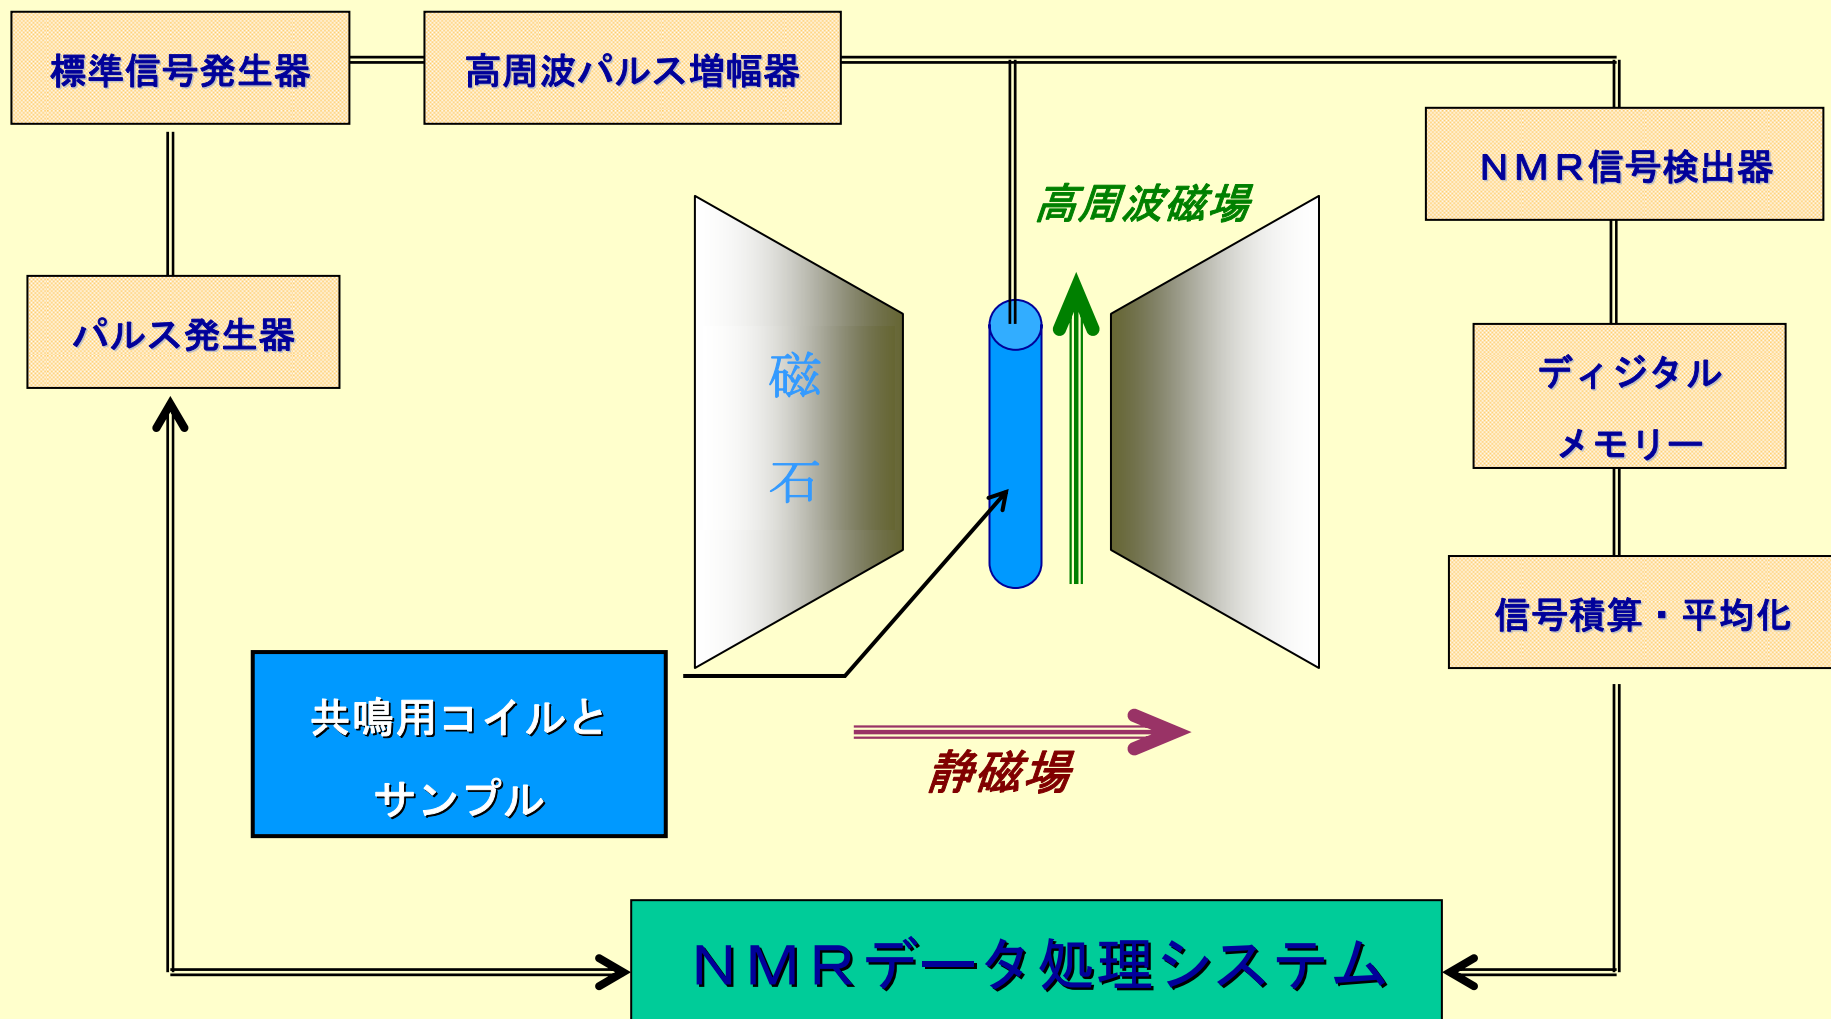 標準信号発生器
高周波パルス増幅器
ＮＭＲ信号検出器
高周波磁場
パルス発生器
磁
石
ディジタル
メモリー
信号積算・平均化
共鳴用コイルと
サンプル
静磁場
ＮＭＲデータ処理システム